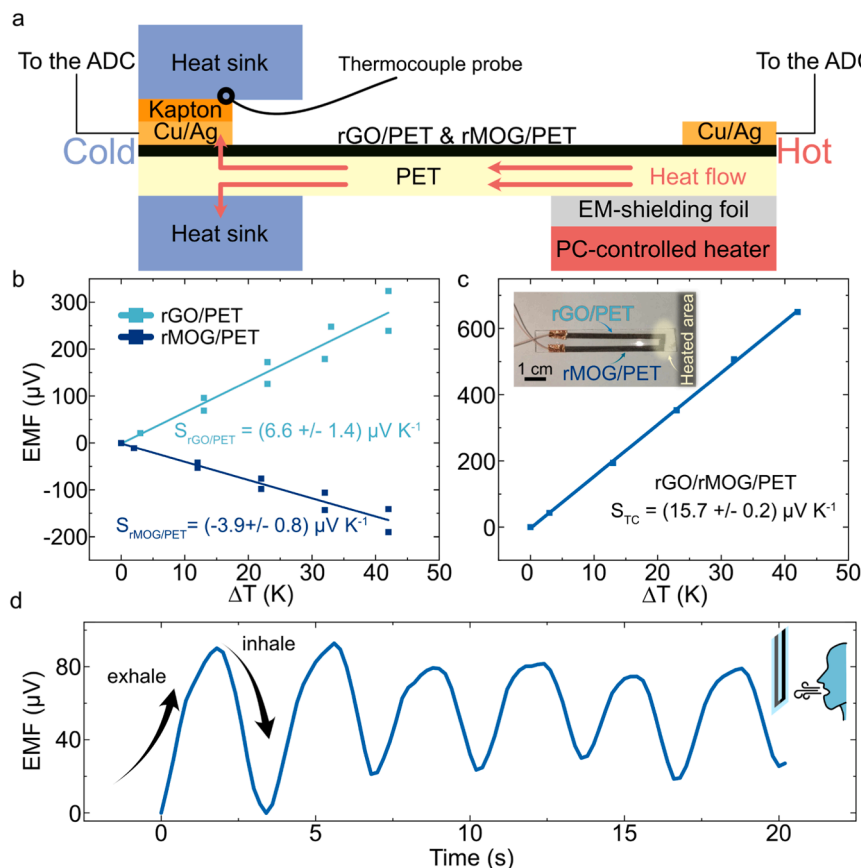 a
Heat sink
To the ADC
Thermocouple probe
To the ADC
Kapton
Cu/Ag
rGO/PET & rMOG/PET
Cu/Ag
Cold
Hot
PET
Heat flow
Heat sink
EM-shielding foil
PC-controlled heater
b
rGO/PET
rMOG/PET
S_rGO/PET = (6.6 +/- 1.4) µV K⁻¹
S_rMOG/PET = (-3.9+/- 0.8) µV K⁻¹
300
200
100
0
-100
-200
EMF (µV)
0 10 20 30 40 50
ΔT (K)
c
rGO/PET
rMOG/PET
Heated area
1 cm
rGO/rMOG/PET
S_TC = (15.7 +/- 0.2) µV K⁻¹
600
400
200
0
0 10 20 30 40 50
ΔT (K)
d
exhale
inhale
80
40
0
EMF (µV)
0 5 10 15 20
Time (s)